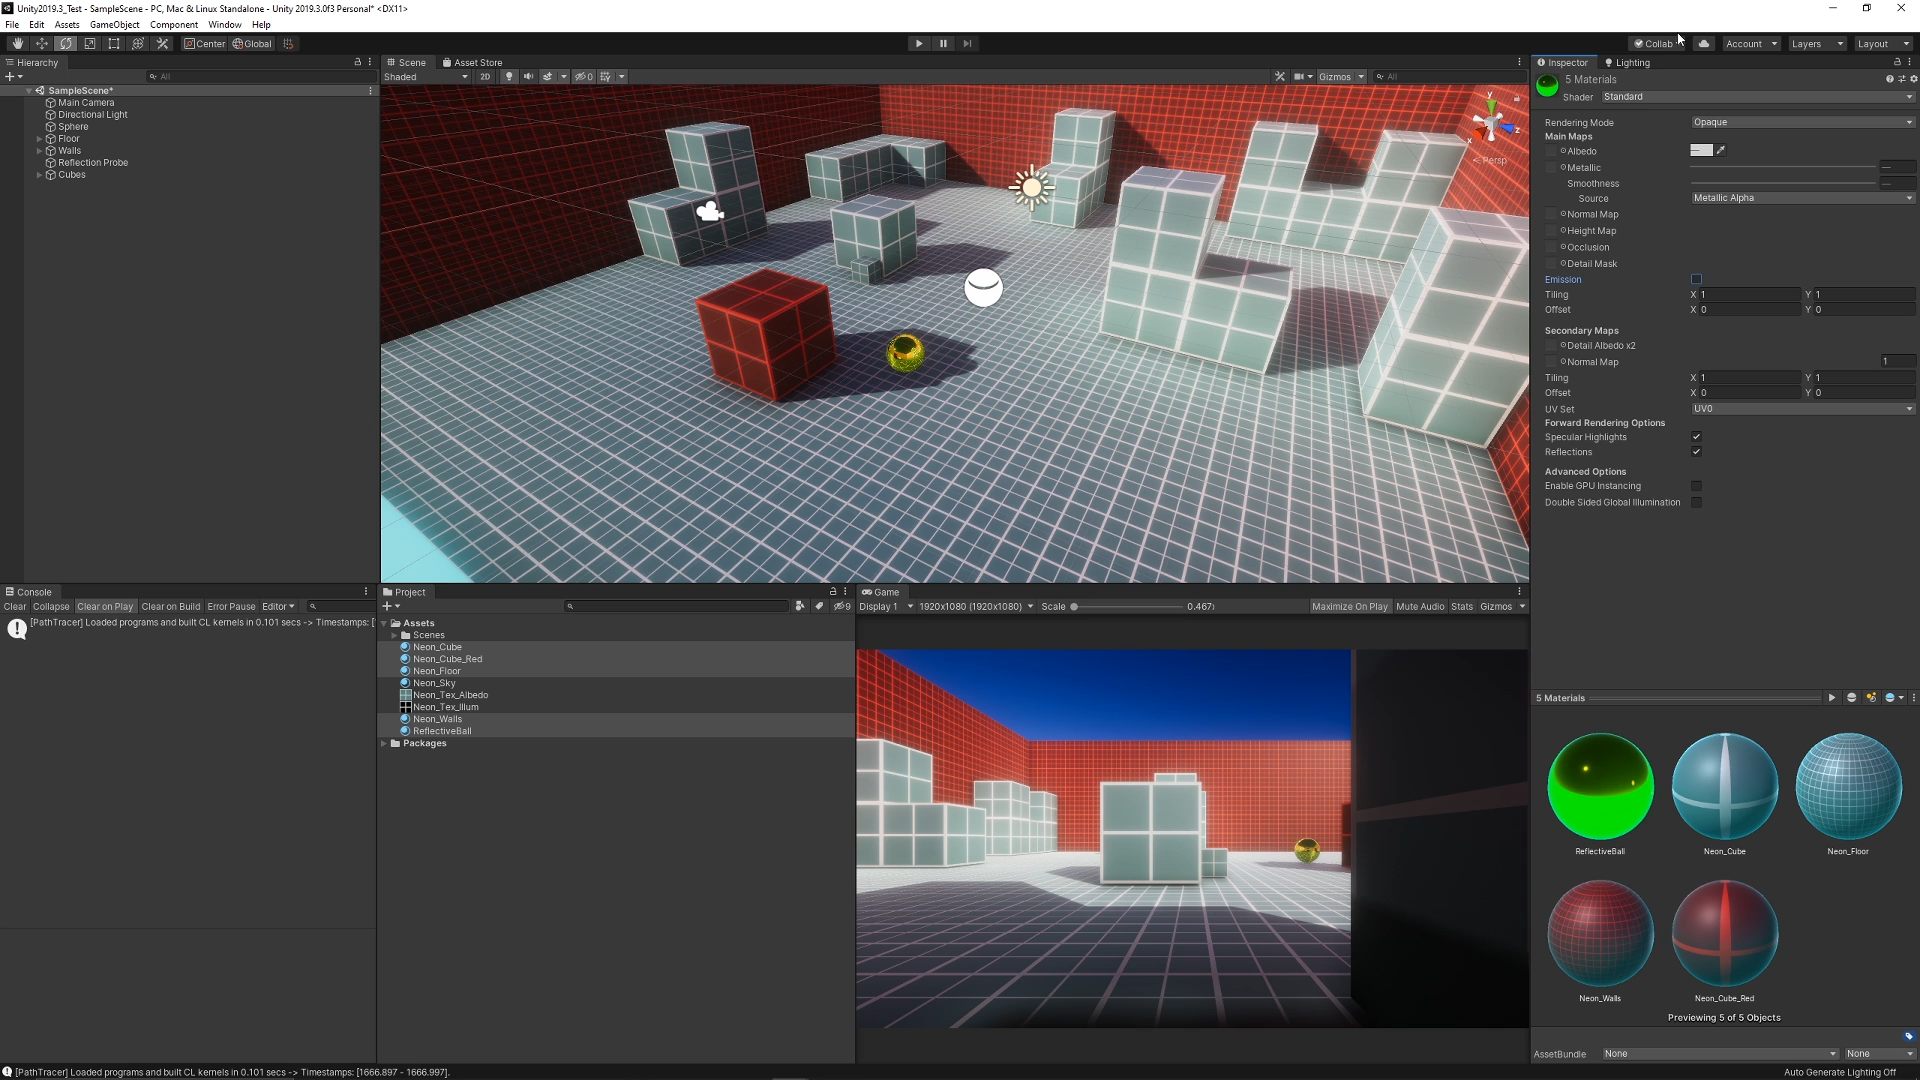 Unity2019.3_Test - SampleScene - PC, Mac & Linux Standalone - Unity 2019.3.0f3 Personal* <DX11>
File Edit Assets GameObject Component Window Help
Center Global
Collab Account Layers Layout
Hierarchy
All
SampleScene*
Main Camera
Directional Light
Sphere
Floor
Walls
Reflection Probe
Cubes
Scene Asset Store
Shaded 2D 0 Gizmos All
y
x z
Persp
Inspector Lighting
5 Materials
Shader Standard
Rendering Mode Opaque
Main Maps
Albedo
Metallic
Smoothness
Source Metallic Alpha
Normal Map
Height Map
Occlusion
Detail Mask
Emission
Tiling X 1 Y 1
Offset X 0 Y 0
Secondary Maps
Detail Albedo x2
Normal Map 1
Tiling X 1 Y 1
Offset X 0 Y 0
UV Set UV0
Forward Rendering Options
Specular Highlights
Reflections
Advanced Options
Enable GPU Instancing
Double Sided Global Illumination
Console
Clear Collapse Clear on Play Clear on Build Error Pause Editor
[PathTracer] Loaded programs and built CL kernels in 0.101 secs -> Timestamps: [
Project
9
Assets
Scenes
Neon_Cube
Neon_Cube_Red
Neon_Floor
Neon_Sky
Neon_Tex_Albedo
Neon_Tex_Illum
Neon_Walls
ReflectiveBall
Packages
Game
Display 1 1920x1080 (1920x1080) Scale 0.467 Maximize On Play Mute Audio Stats Gizmos
5 Materials
ReflectiveBall Neon_Cube Neon_Floor
Neon_Walls Neon_Cube_Red
Previewing 5 of 5 Objects
AssetBundle None None
[PathTracer] Loaded programs and built CL kernels in 0.101 secs -> Timestamps: [1666.897 - 1666.997].
Auto Generate Lighting Off